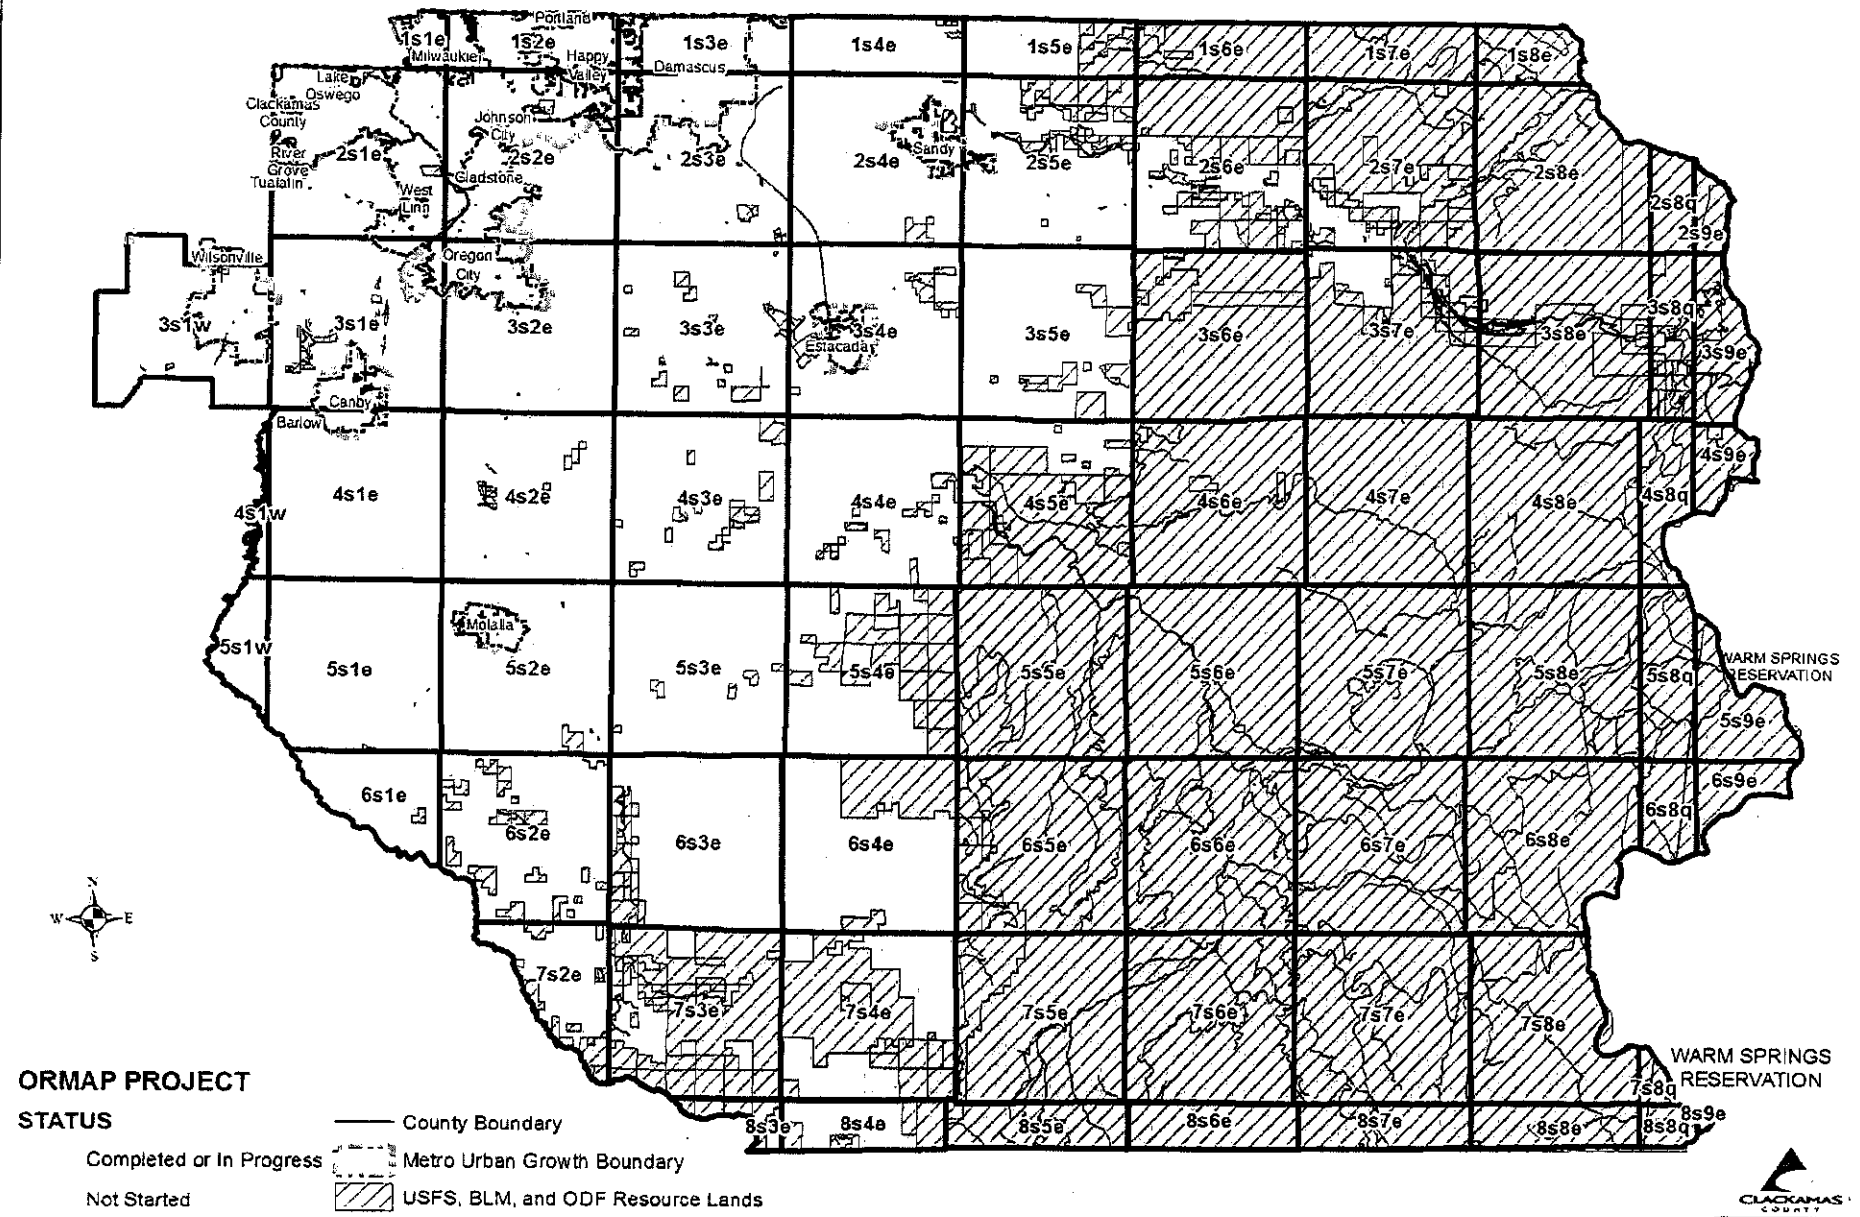 Portland
1s1e
1s2e
1s3e
1s4e
1s5e
1s6e
1s7e
1s8e
Milwaukie
Happy
Valley
Damascus
Lake
Oswego
Clackamas
County
Johnson
City
River
Grove
Tualatin
2s1e
2s2e
2s3e
2s4e
Sandy
2s5e
2s6e
2s7e
2s8e
Gladstone
West
Linn
2s8q
2s9e
Wilsonville
Oregon
City
3s1w
3s1e
3s2e
3s3e
3s4e
Estacada
3s5e
3s6e
3s7e
3s8e
3s8q
3s9e
Canby
Barlow
4s1w
4s1e
4s2e
4s3e
4s4e
4s5e
4s6e
4s7e
4s8e
4s8q
4s9e
Molalla
5s1w
5s1e
5s2e
5s3e
5s4e
5s5e
5s6e
5s7e
5s8e
5s8q
WARM SPRINGS
RESERVATION
5s9e
6s1e
6s2e
6s3e
6s4e
6s5e
6s6e
6s7e
6s8e
6s8q
6s9e
N
W E
S
7s2e
7s3e
7s4e
7s5e
7s6e
7s7e
7s8e
7s8q
WARM SPRINGS
RESERVATION
8s3e
8s4e
8s5e
8s6e
8s7e
8s8e
8s8q
8s9e
ORMAP PROJECT
STATUS
County Boundary
Completed or In Progress
Metro Urban Growth Boundary
Not Started
USFS, BLM, and ODF Resource Lands
CLACKAMAS
COUNTY